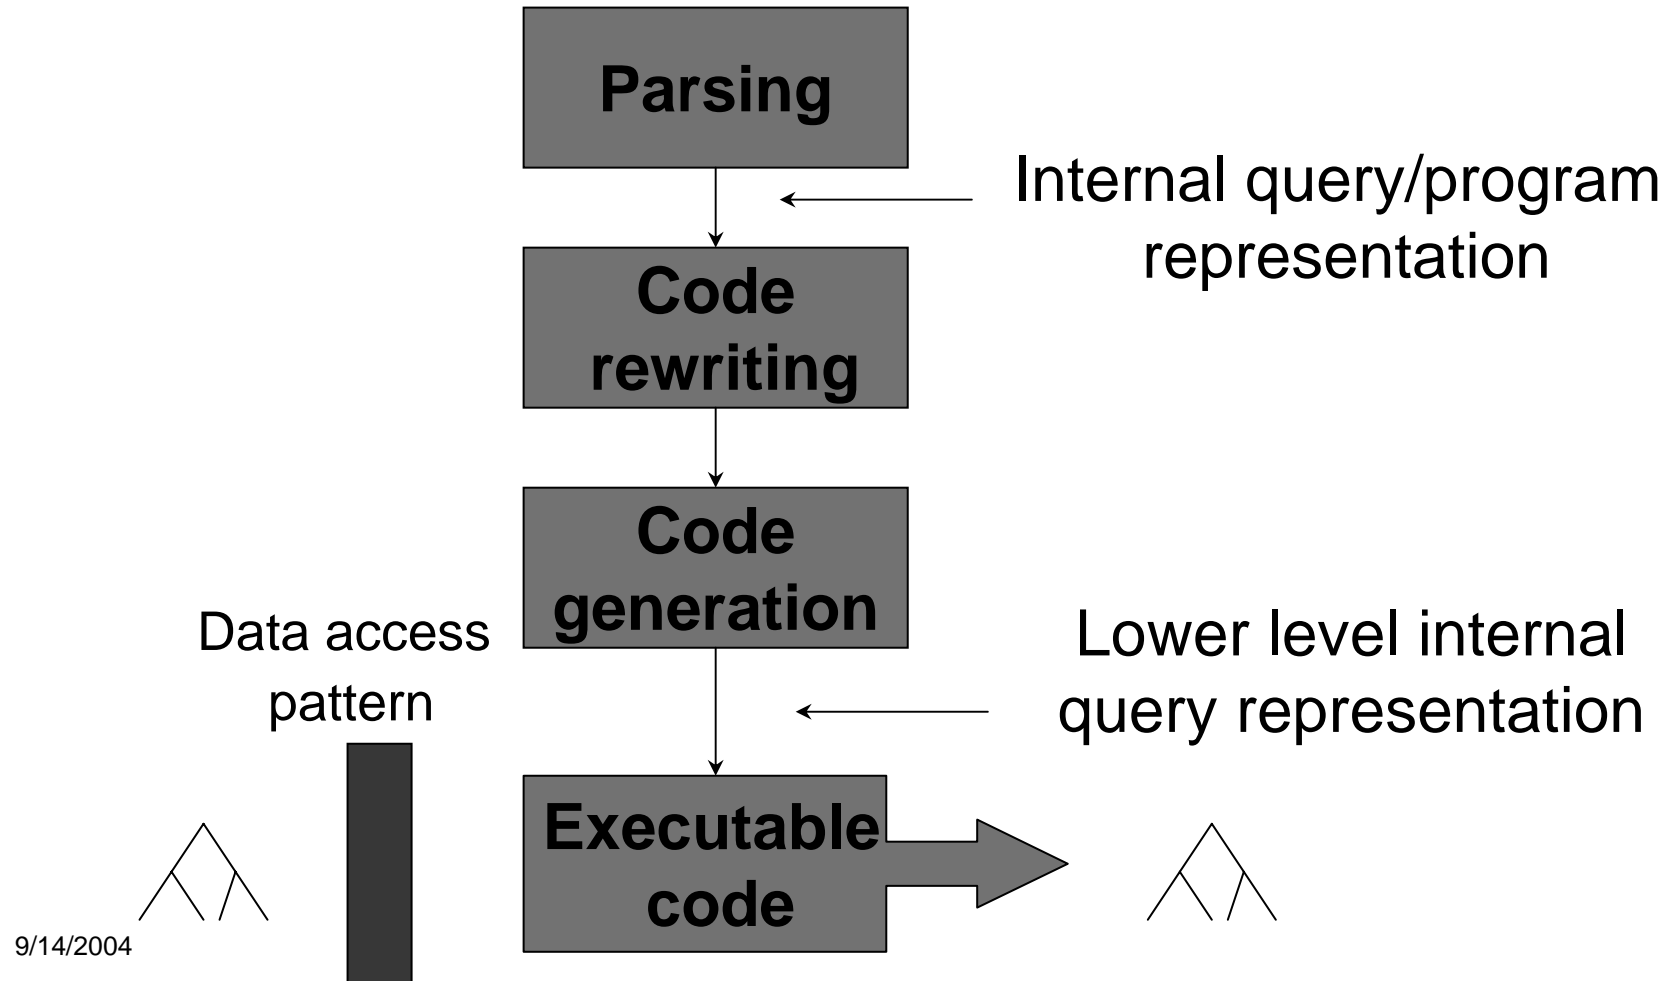 Parsing
Internal query/program
representation
Code
rewriting
Code
generation
Data access
pattern
Lower level internal
query representation
Executable
code
9/14/2004